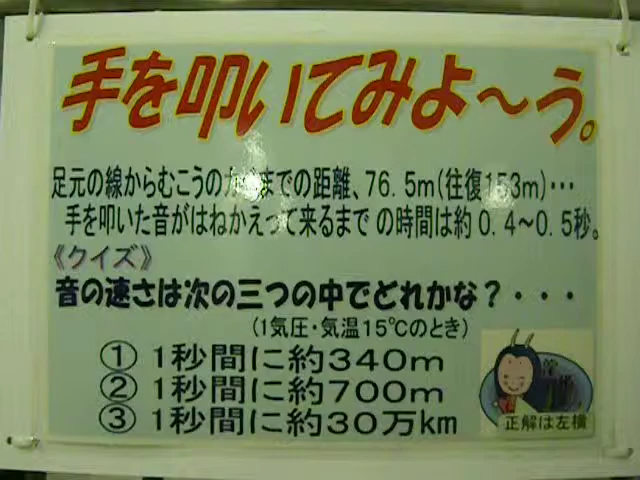 手を叩いてみよ〜う。
足元の線からむこうのかべまでの距離、76.5m(往復153m)･･･
手を叩いた音がはねかえって来るまでの時間は約0.4〜0.5秒。
《クイズ》
音の速さは次の三つの中でどれかな?・・・
(1気圧・気温15℃のとき)
① 1秒間に約340m
② 1秒間に約700m
③ 1秒間に約30万km
正解は左横